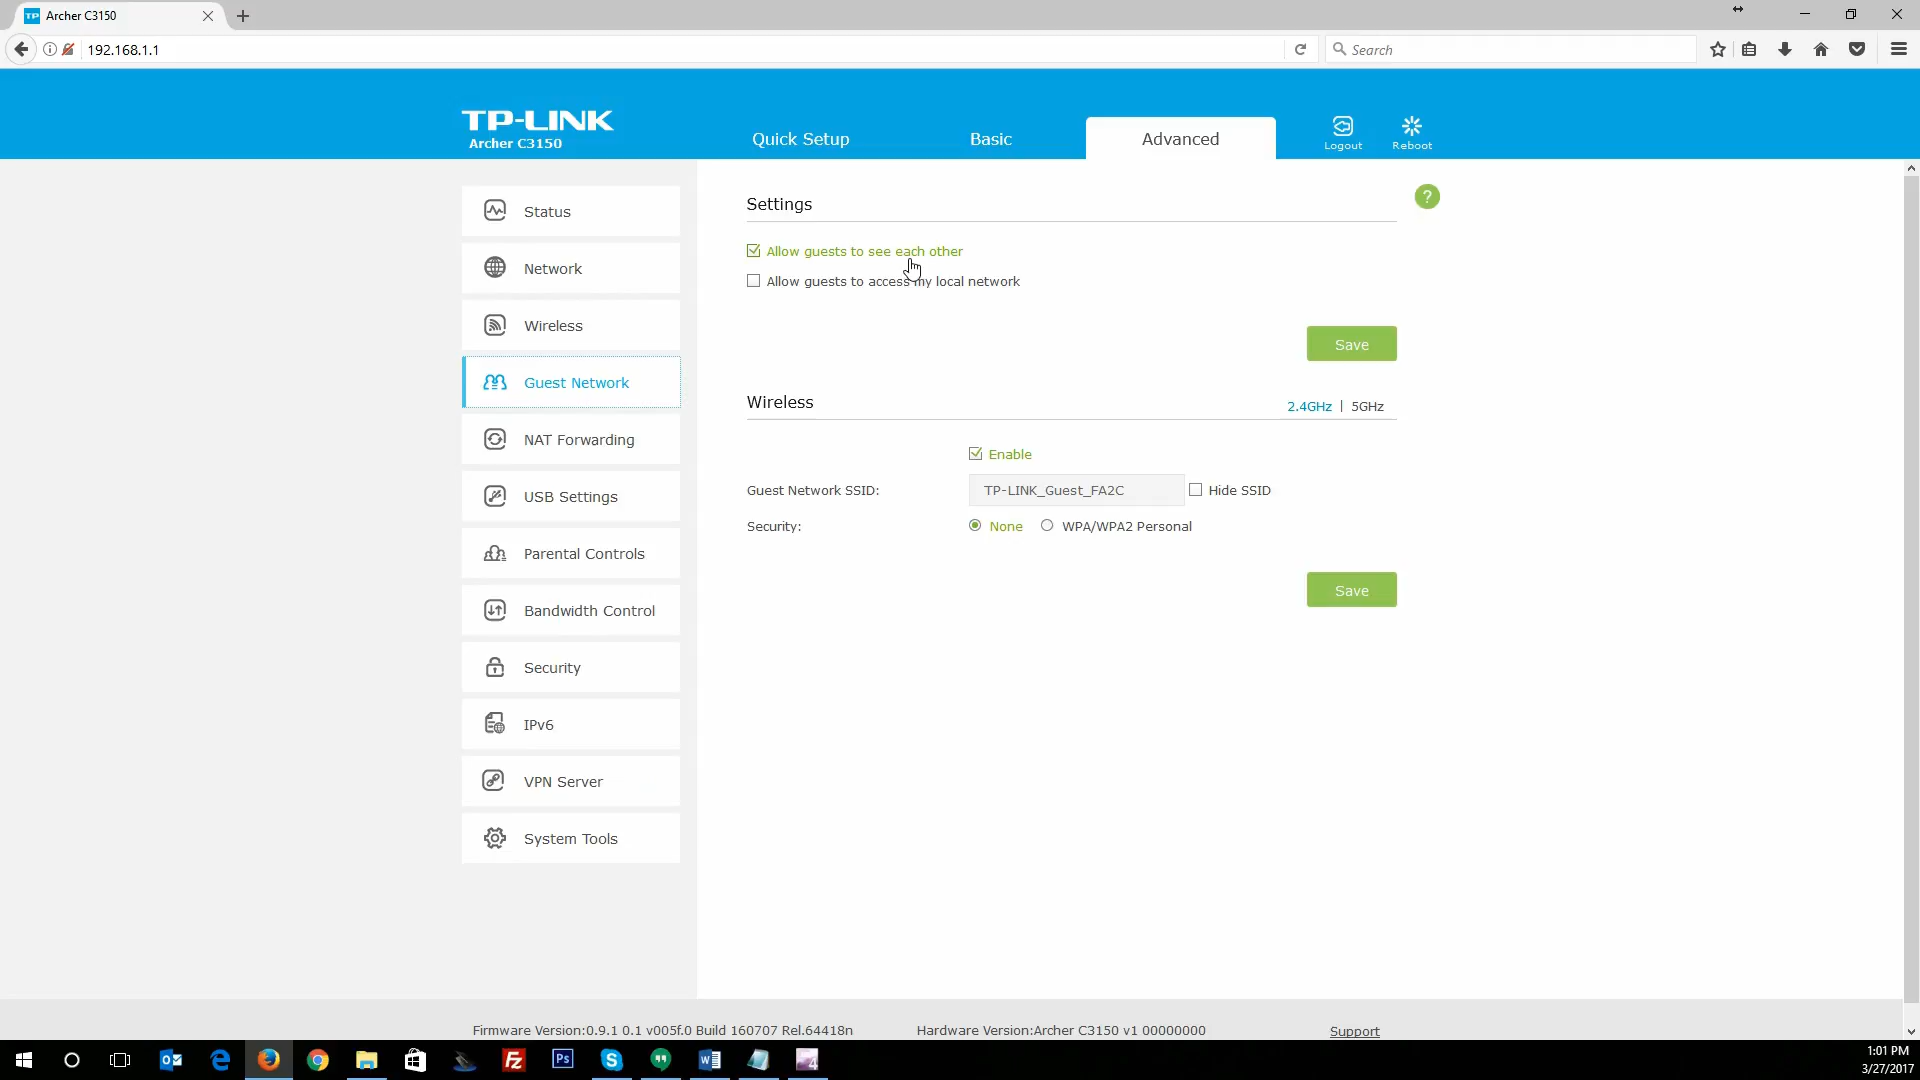 TP Archer C3150
192.168.1.1
Search
TP-LINK
Archer C3150
Quick Setup
Basic
Advanced
Logout
Reboot
Status
Network
Wireless
Guest Network
NAT Forwarding
USB Settings
Parental Controls
Bandwidth Control
Security
IPv6
VPN Server
System Tools
Settings
?
Allow guests to see each other
Allow guests to access my local network
Save
Wireless
2.4GHz | 5GHz
Enable
Guest Network SSID: TP-LINK_Guest_FA2C Hide SSID
Security: None WPA/WPA2 Personal
Save
Firmware Version:0.9.1 0.1 v005f.0 Build 160707 Rel.64418n Hardware Version:Archer C3150 v1 00000000 Support
1:01 PM
3/27/2017